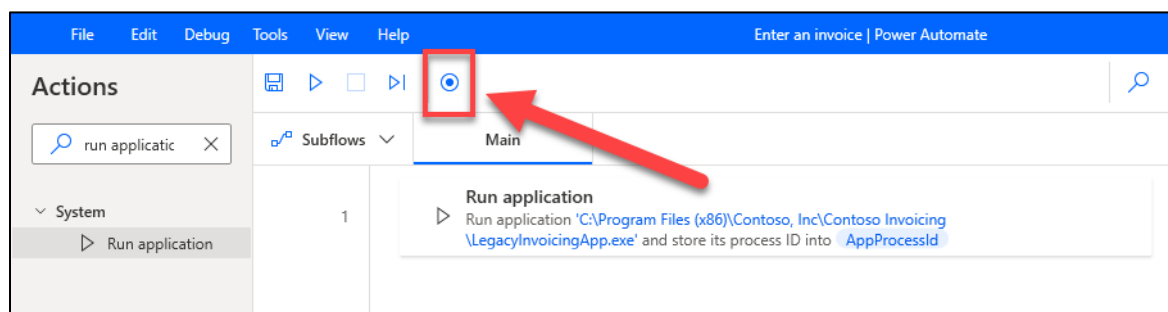 File Edit Debug Tools View Help Enter an invoice | Power Automate
Actions
run applicatic
Subflows Main
System
Run application
1
Run application
Run application 'C:\Program Files (x86)\Contoso, Inc\Contoso Invoicing
\LegacyInvoicingApp.exe' and store its process ID into AppProcessId